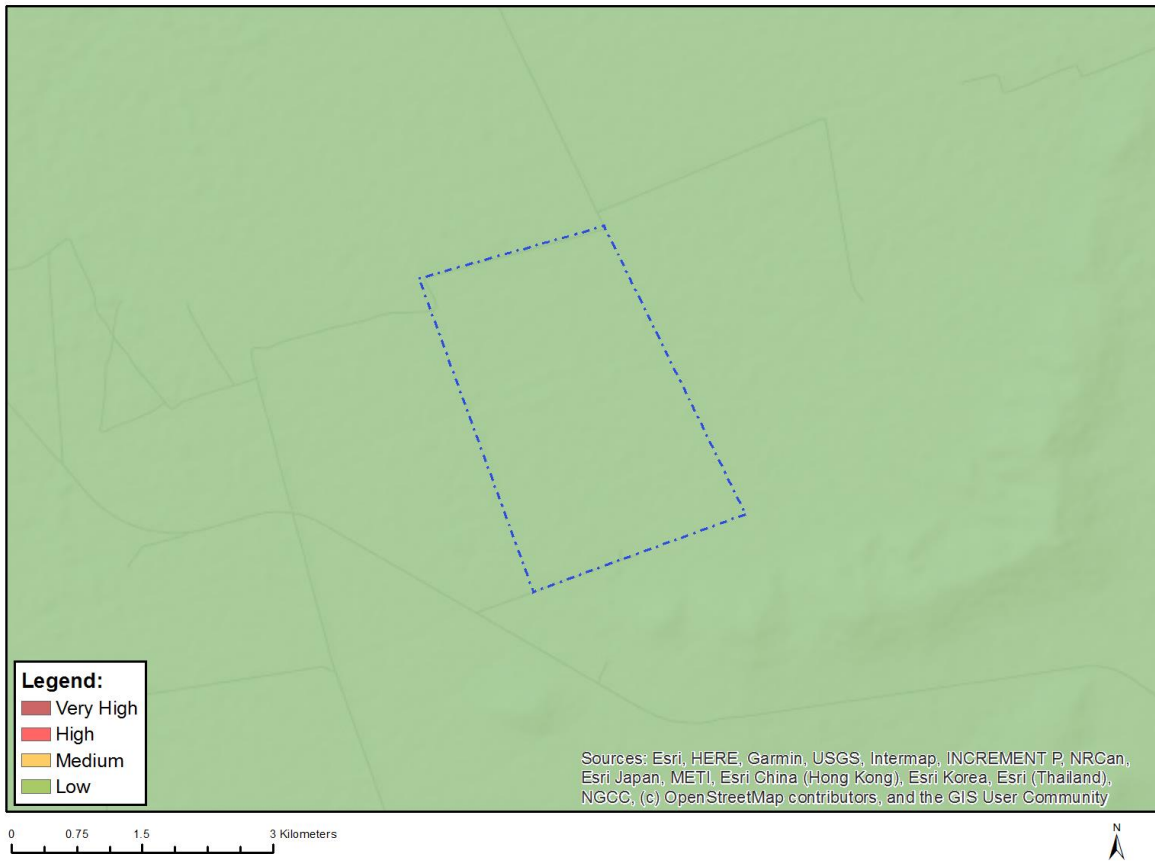 Legend:
Very High
High
Medium
Low
Sources: Esri, HERE, Garmin, USGS, Intermap, INCREMENT P, NRCan,
Esri Japan, METI, Esri China (Hong Kong), Esri Korea, Esri (Thailand),
NGCC, (c) OpenStreetMap contributors, and the GIS User Community
0 0.75 1.5 3 Kilometers
N